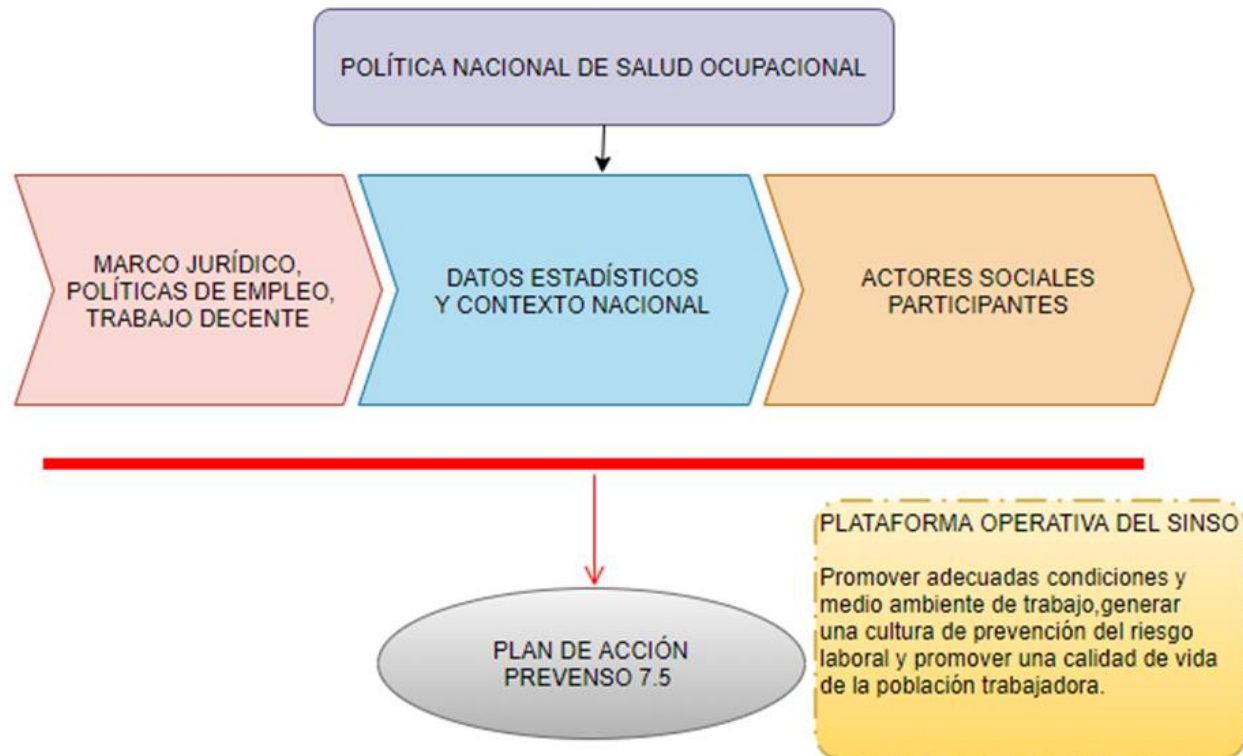 POLÍTICA NACIONAL DE SALUD OCUPACIONAL
MARCO JURÍDICO,
POLÍTICAS DE EMPLEO,
TRABAJO DECENTE
DATOS ESTADÍSTICOS
Y CONTEXTO NACIONAL
ACTORES SOCIALES
PARTICIPANTES
PLAN DE ACCIÓN
PREVENSO 7.5
PLATAFORMA OPERATIVA DEL SINSO
Promover adecuadas condiciones y
medio ambiente de trabajo,generar
una cultura de prevención del riesgo
laboral y promover una calidad de vida
de la población trabajadora.